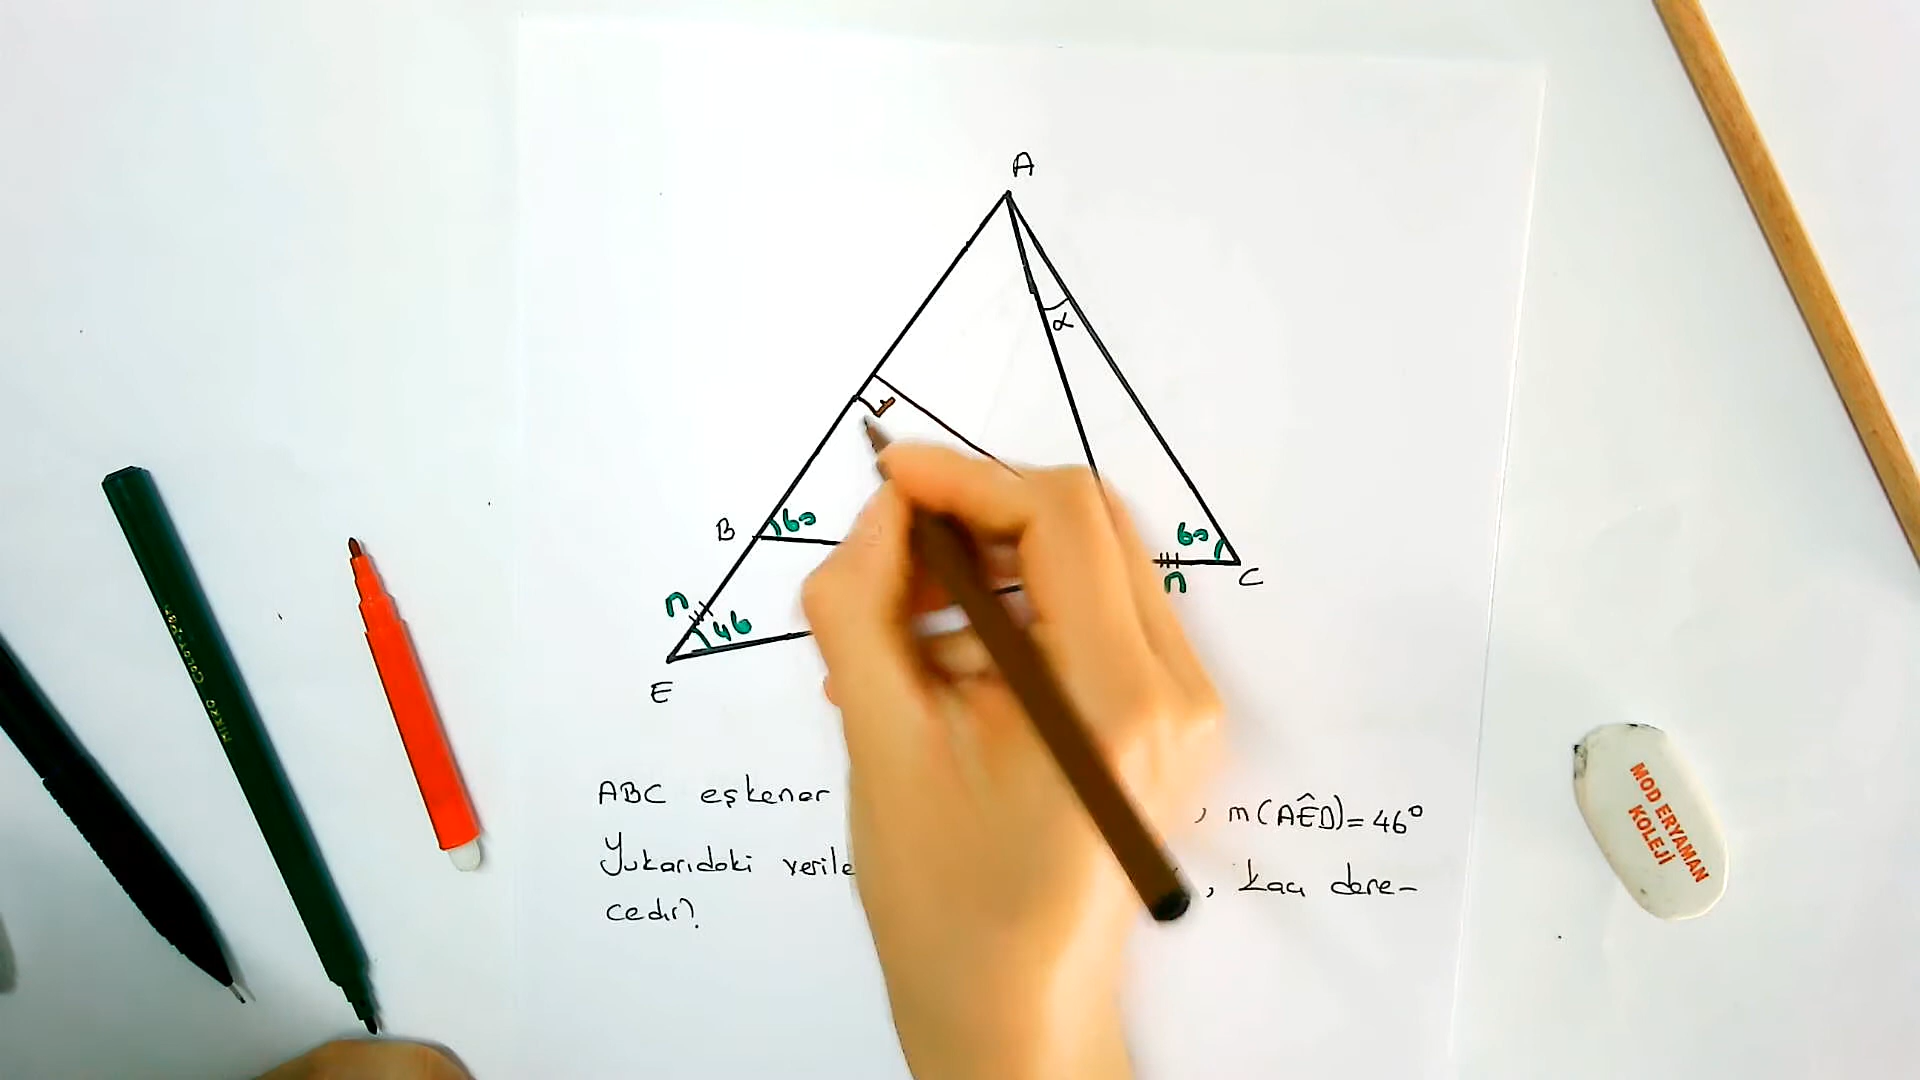 A
α
B
60
60
C
n
n
46
E
ABC eşkenar
, m(AÊD)=46°
Yukarıdaki verile
, kaç dere-
cedir?
MOD ERYAMAN
KOLEJİ